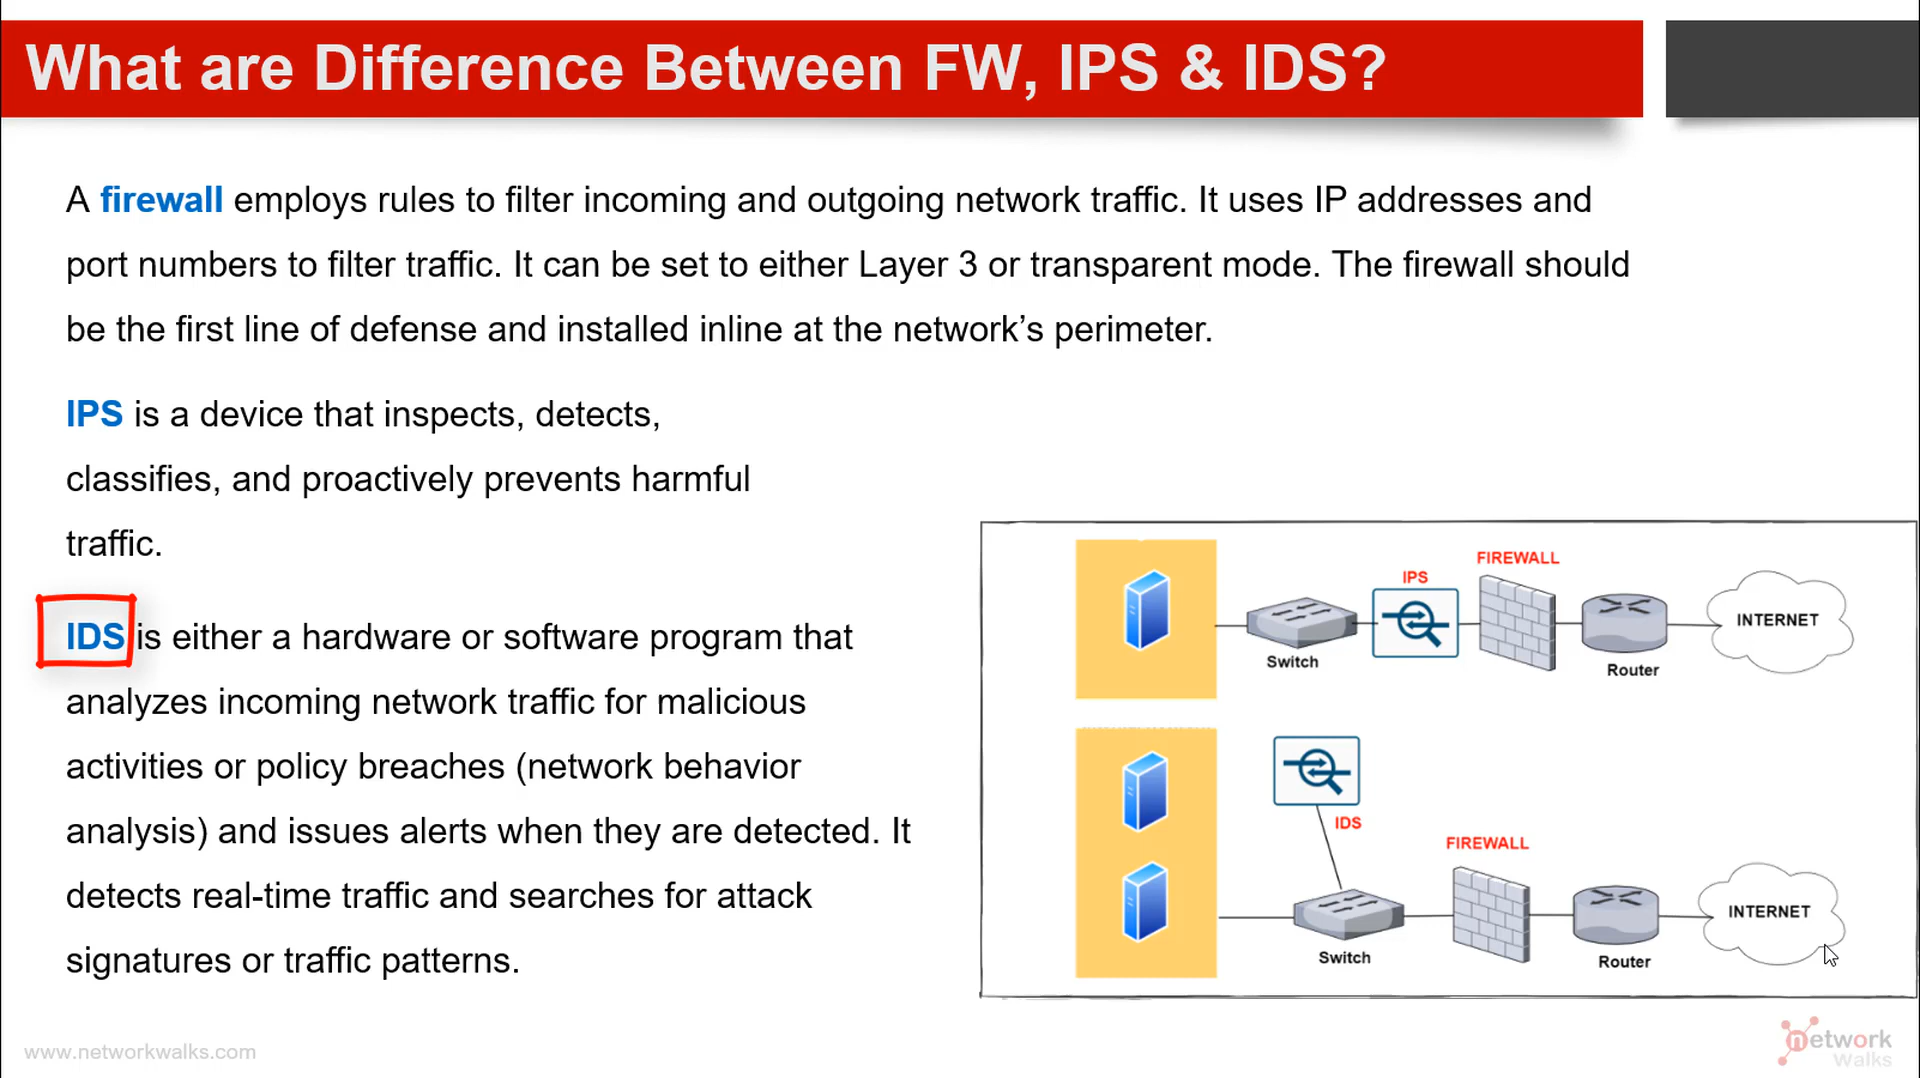 What are Difference Between FW, IPS & IDS?
A firewall employs rules to filter incoming and outgoing network traffic. It uses IP addresses and
port numbers to filter traffic. It can be set to either Layer 3 or transparent mode. The firewall should
be the first line of defense and installed inline at the network’s perimeter.
IPS is a device that inspects, detects,
classifies, and proactively prevents harmful
traffic.
IDS is either a hardware or software program that
analyzes incoming network traffic for malicious
activities or policy breaches (network behavior
analysis) and issues alerts when they are detected. It
detects real-time traffic and searches for attack
signatures or traffic patterns.
FIREWALL
IPS
INTERNET
Switch
Router
IDS
FIREWALL
INTERNET
Switch
Router
www.networkwalks.com
network
Walks